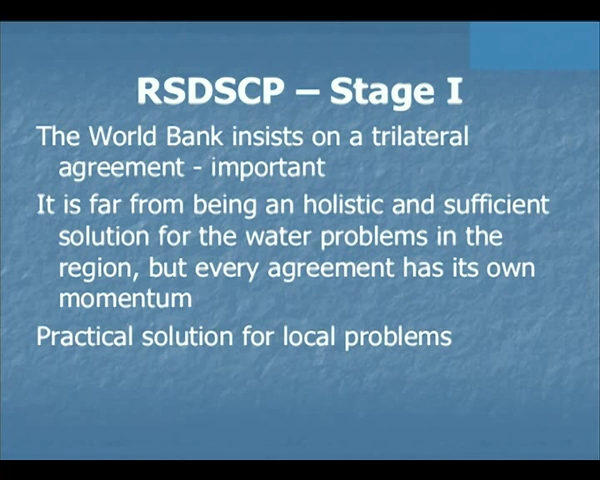 RSDSCP – Stage I
The World Bank insists on a trilateral
agreement - important
It is far from being an holistic and sufficient
solution for the water problems in the
region, but every agreement has its own
momentum
Practical solution for local problems